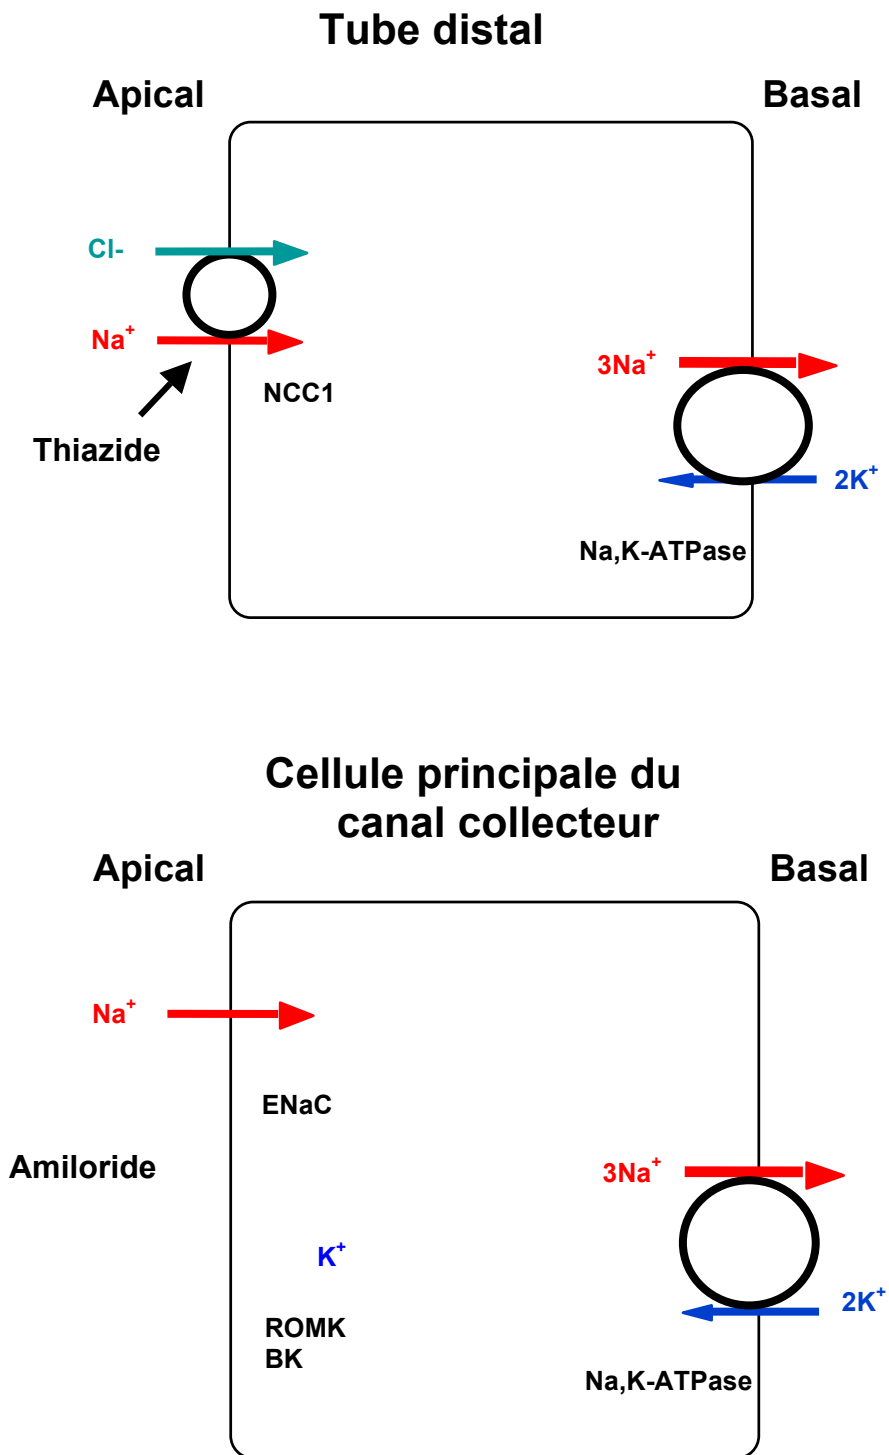 Tube distal
Apical
Basal
Cl-
Na⁺
3Na⁺
NCC1
Thiazide
2K⁺
Na,K-ATPase
Cellule principale du
canal collecteur
Apical
Basal
Na⁺
ENaC
Amiloride
3Na⁺
K⁺
2K⁺
ROMK
BK
Na,K-ATPase